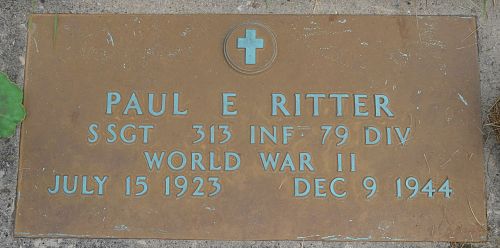 PAUL E RITTER
SSGT 313 INF 79 DIV
WORLD WAR II
JULY 15 1923 DEC 9 1944